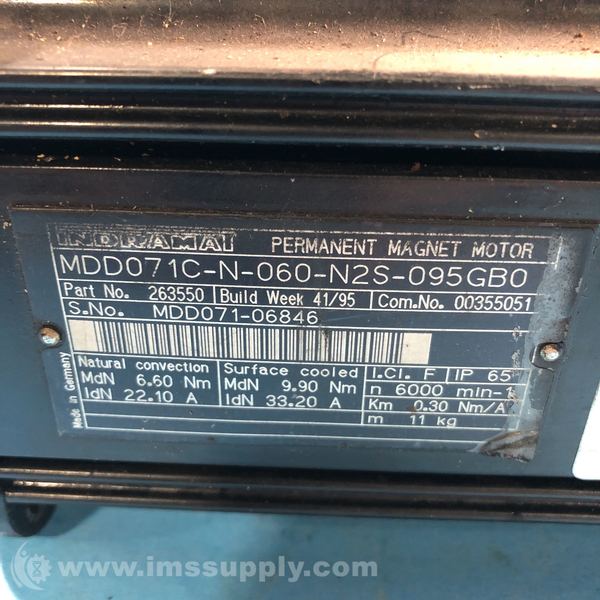 INDRAMAT PERMANENT MAGNET MOTOR
MDD071C-N-060-N2S-095GB0
Part No. 263550 Build Week 41/95 Com.No. 00355051
S.No. MDD071-06846
Made in Germany
Natural convection Surface cooled I.Cl. F IP 65
MdN 6.60 Nm MdN 9.90 Nm n 6000 min-1
IdN 22.10 A IdN 33.20 A Km 0.30 Nm/A
m 11 kg
www.imssupply.com